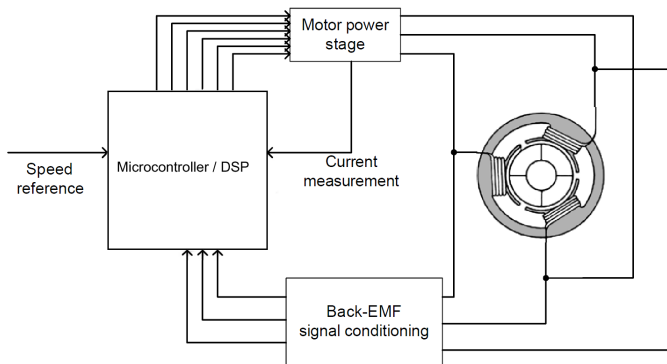 Motor power
stage
Speed
reference
Microcontroller / DSP
Current
measurement
Back-EMF
signal conditioning